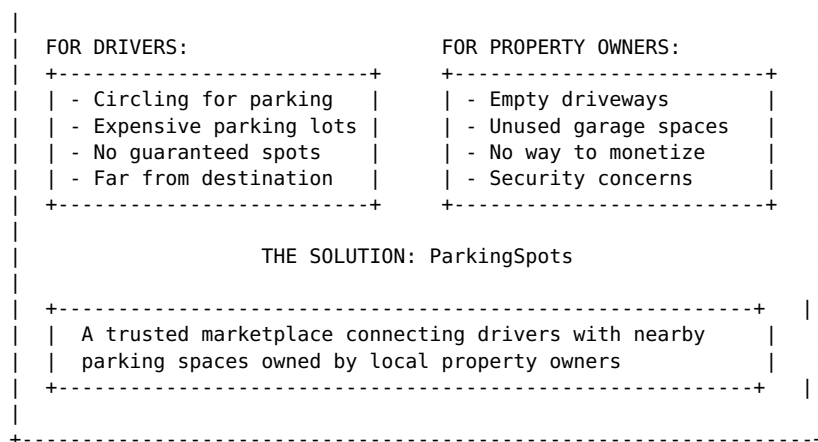 FOR DRIVERS: FOR PROPERTY OWNERS:
- Circling for parking - Empty driveways
- Expensive parking lots - Unused garage spaces
- No guaranteed spots - No way to monetize
- Far from destination - Security concerns
THE SOLUTION: ParkingSpots
A trusted marketplace connecting drivers with nearby
parking spaces owned by local property owners